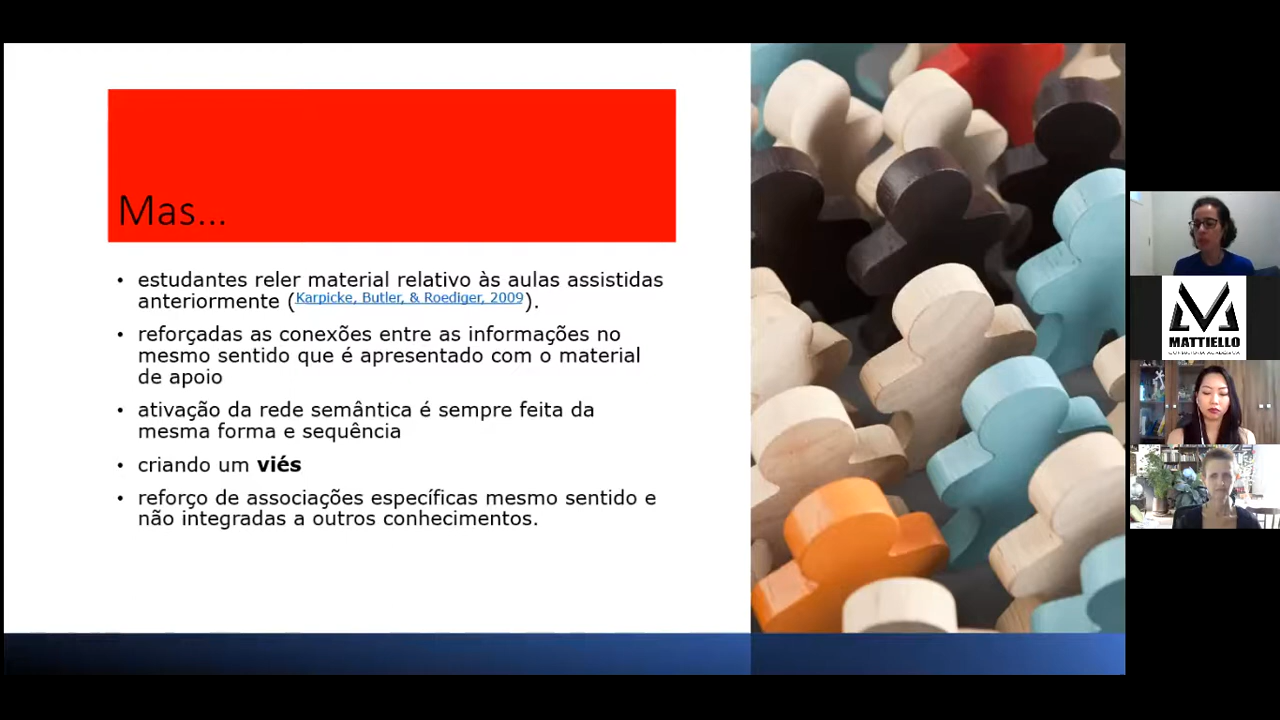 Mas...
• estudantes reler material relativo às aulas assistidas
anteriormente (Karpicke, Butler, & Roediger, 2009).
• reforçadas as conexões entre as informações no
mesmo sentido que é apresentado com o material
de apoio
• ativação da rede semântica é sempre feita da
mesma forma e sequência
• criando um viés
• reforço de associações específicas mesmo sentido e
não integradas a outros conhecimentos.
MATTIELLO